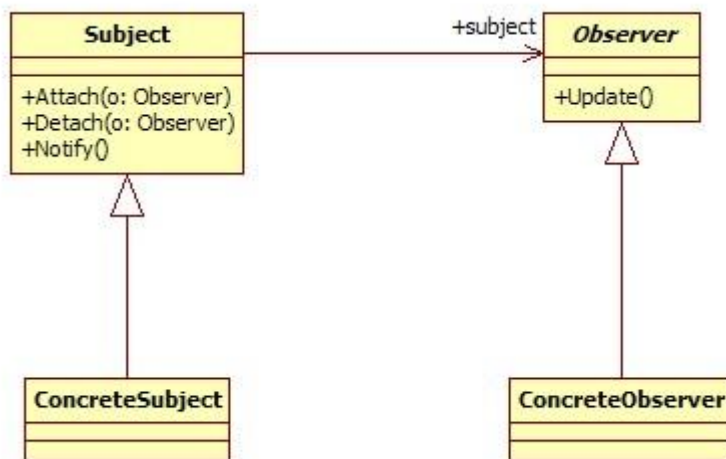 Subject
+subject
Observer
+Attach(o: Observer)
+Detach(o: Observer)
+Notify()
+Update()
ConcreteSubject
ConcreteObserver